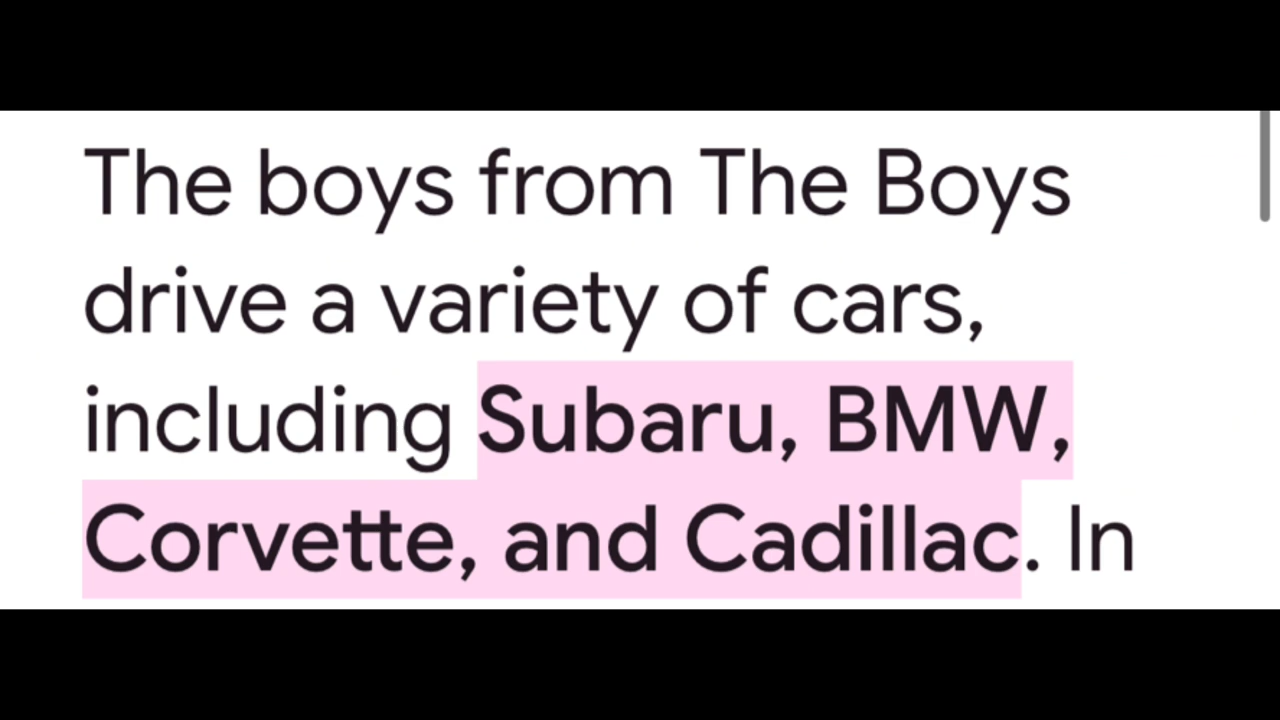 The boys from The Boys
drive a variety of cars,
including Subaru, BMW,
Corvette, and Cadillac. In